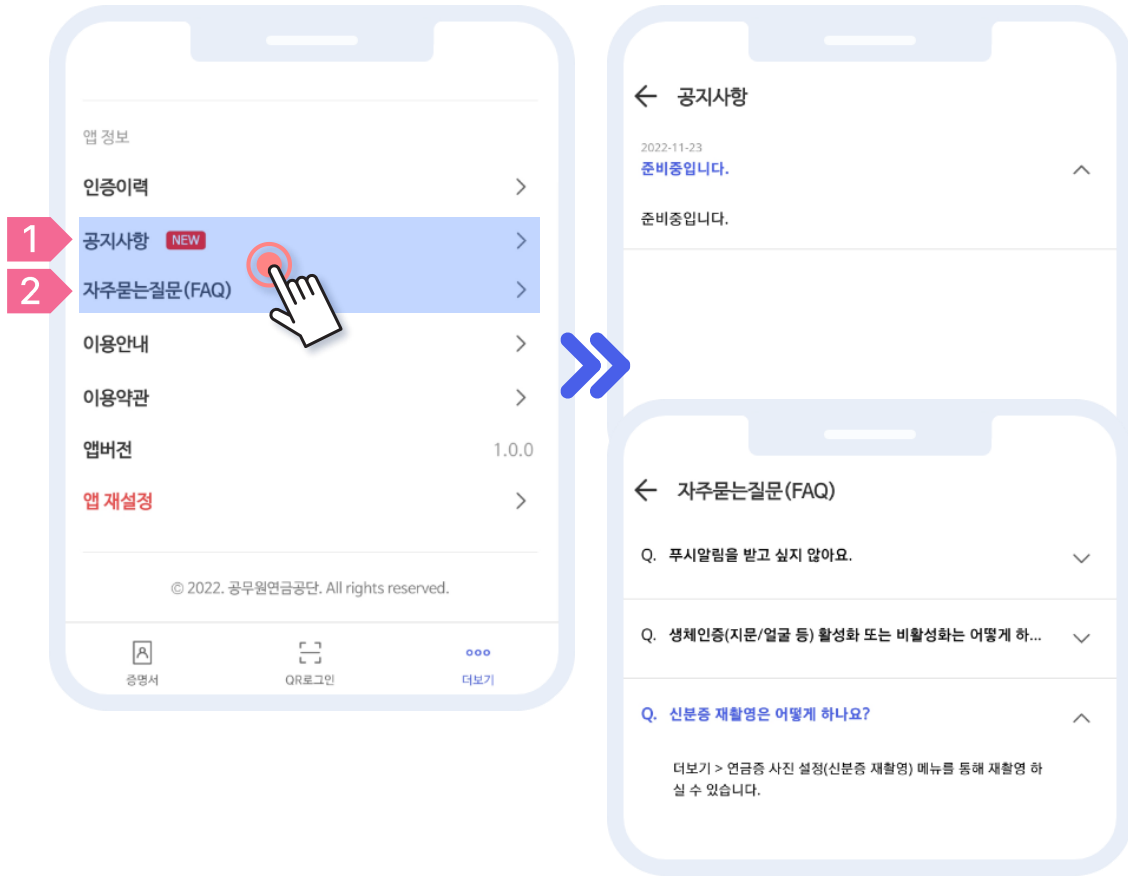 앱 정보
인증이력
1 공지사항 NEW
2 자주묻는질문(FAQ)
이용안내
이용약관
앱버전 1.0.0
앱 재설정
© 2022. 공무원연금공단. All rights reserved.
증명서 QR로그인 더보기
공지사항
2022-11-23
준비중입니다.
준비중입니다.
자주묻는질문(FAQ)
Q. 푸시알림을 받고 싶지 않아요.
Q. 생체인증(지문/얼굴 등) 활성화 또는 비활성화는 어떻게 하...
Q. 신분증 재촬영은 어떻게 하나요?
더보기 > 연금증 사진 설정(신분증 재촬영) 메뉴를 통해 재촬영 하
실 수 있습니다.